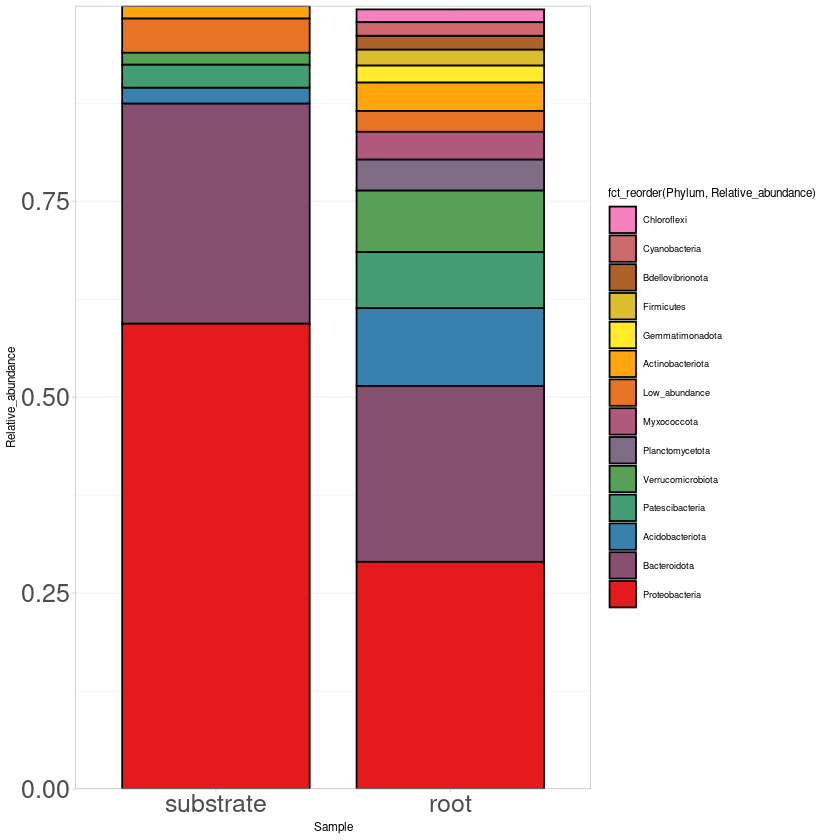 0.75
0.50
0.25
0.00
Relative_abundance
substrate
root
Sample
fct_reorder(Phylum, Relative_abundance)
Chloroflexi
Cyanobacteria
Bdellovibrionota
Firmicutes
Gemmatimonadota
Actinobacteriota
Low_abundance
Myxococcota
Planctomycetota
Verrucomicrobiota
Patescibacteria
Acidobacteriota
Bacteroidota
Proteobacteria